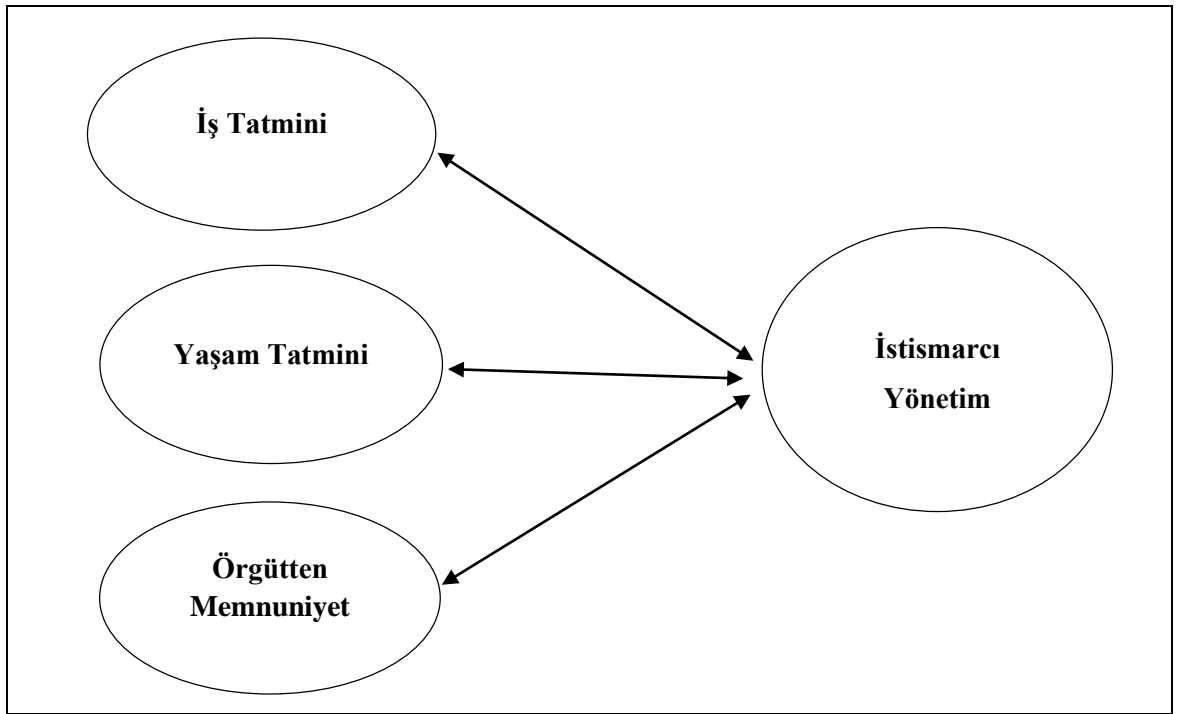 İş Tatmini
Yaşam Tatmini
Örgütten
Memnuniyet
İstismarcı
Yönetim